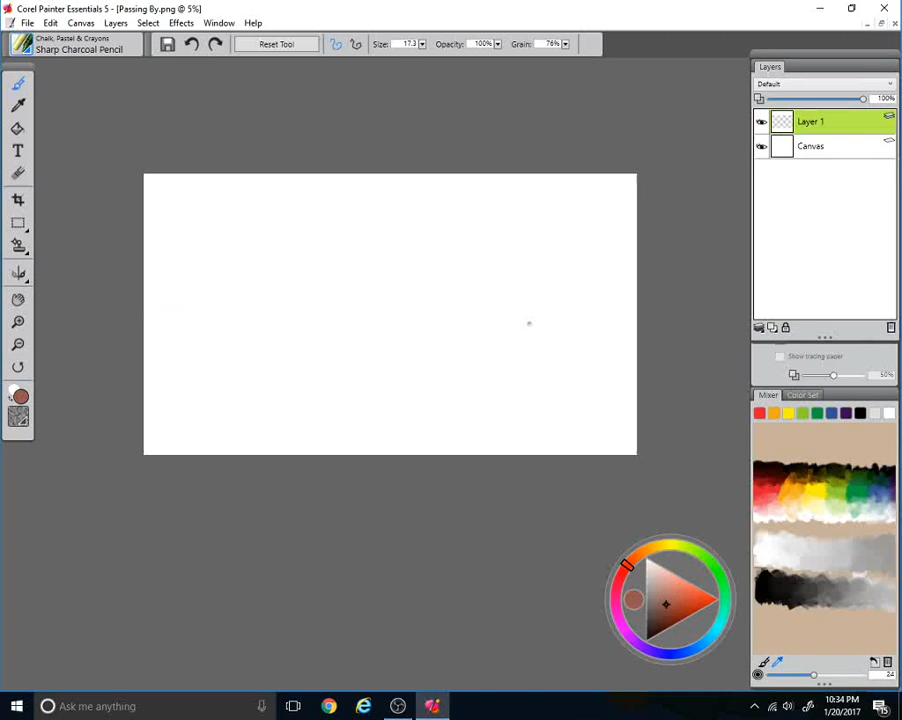 Corel Painter Essentials 5 - [Passing By.png @ 5%]
File Edit Canvas Layers Select Effects Window Help
Chalk, Pastel & Crayons
Sharp Charcoal Pencil
Reset Tool Size: 17.3 Opacity: 100% Grain: 76%
Layers
Default
100%
Layer 1
Canvas
Show tracing paper
50%
Mixer Color Set
T
24
Ask me anything
10:34 PM
1/20/2017
15